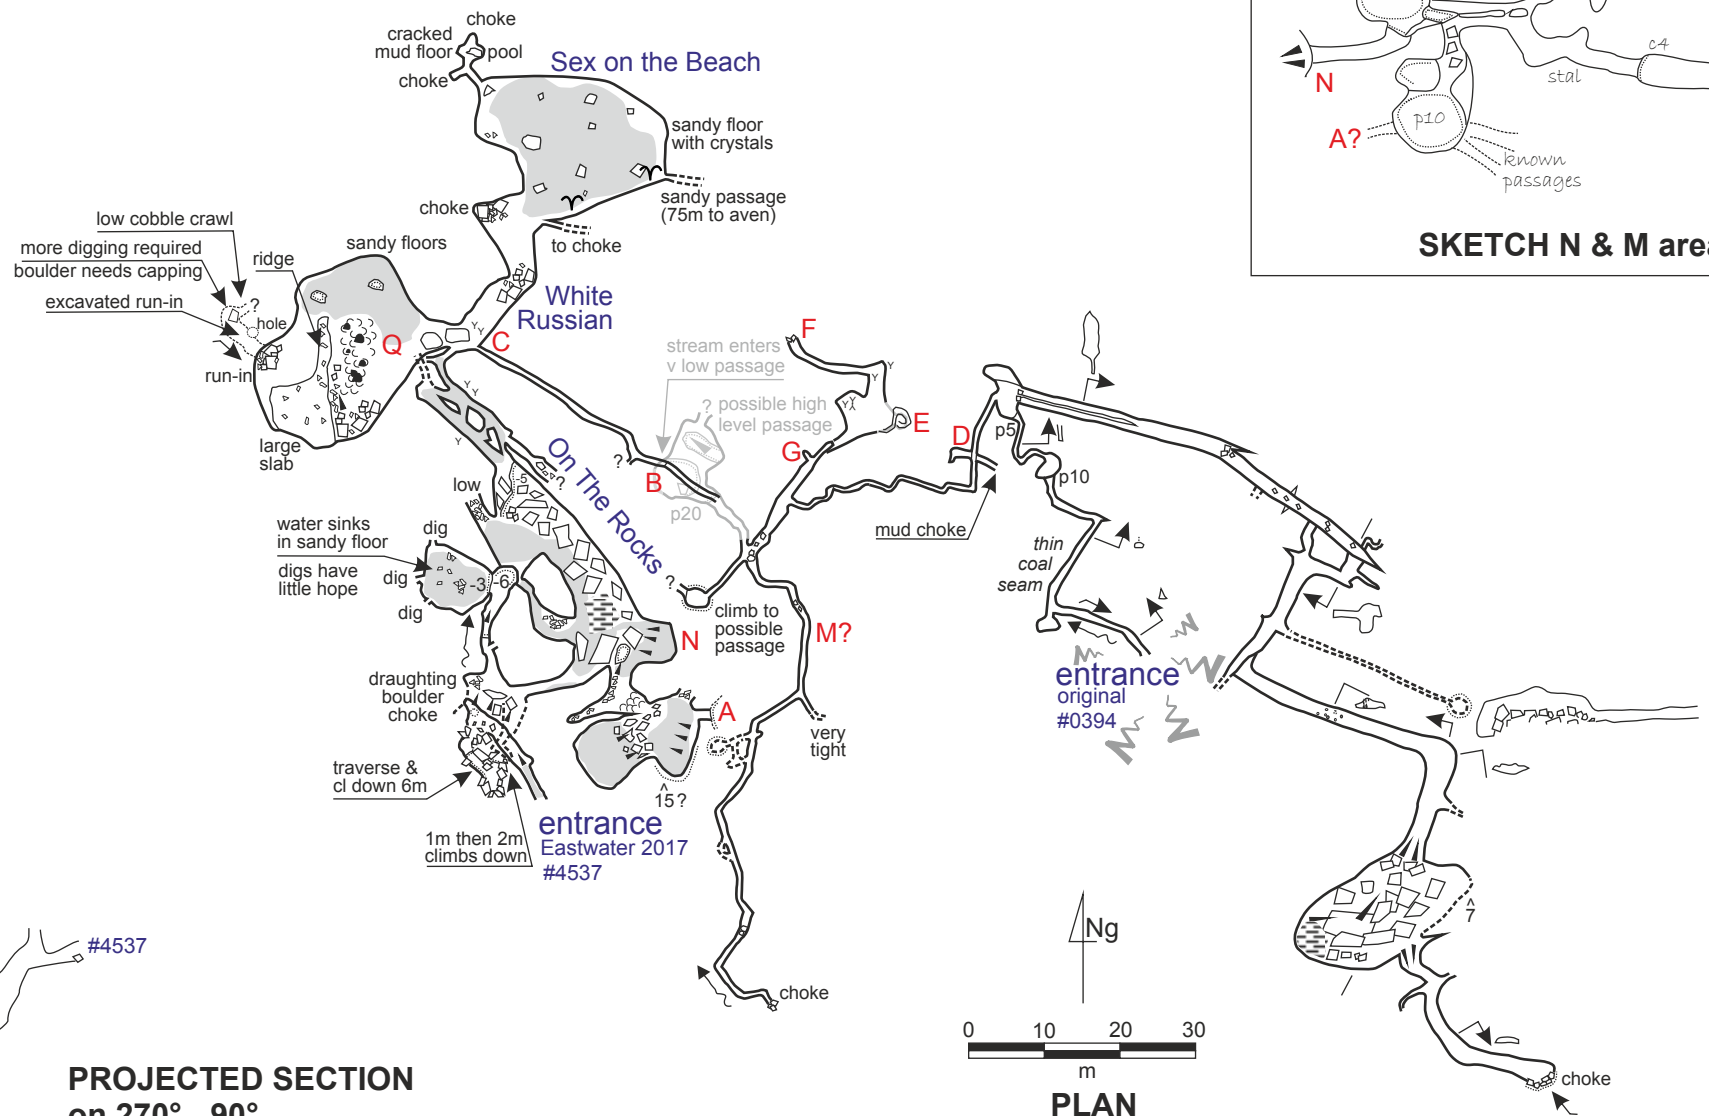 choke
cracked
mud floor
pool
choke
Sex on the Beach
sandy floor
with crystals
sandy passage
(75m to aven)
choke
to choke
low cobble crawl
more digging required
boulder needs capping
excavated run-in
ridge
sandy floors
?
hole
run-in
large
slab
Q
C
White
Russian
stream enters
v low passage
? possible high
level passage
F
E
G
D
B
?
p20
p5
p10
mud choke
thin
coal
seam
On The Rocks
low
-5
?
water sinks
in sandy floor
digs have
little hope
dig
dig
dig
-3
-6
?
climb to
possible
passage
N
M?
A
very
tight
draughting
boulder
choke
traverse &
cl down 6m
1m then 2m
climbs down
15?
entrance
Eastwater 2017
#4537
entrance
original
#0394
7
choke
choke
Ng
0 10 20 30
m
PLAN
#4537
PROJECTED SECTION
on 270° - 90°
N
A?
p10
c4
stal
known
passages
SKETCH N & M area